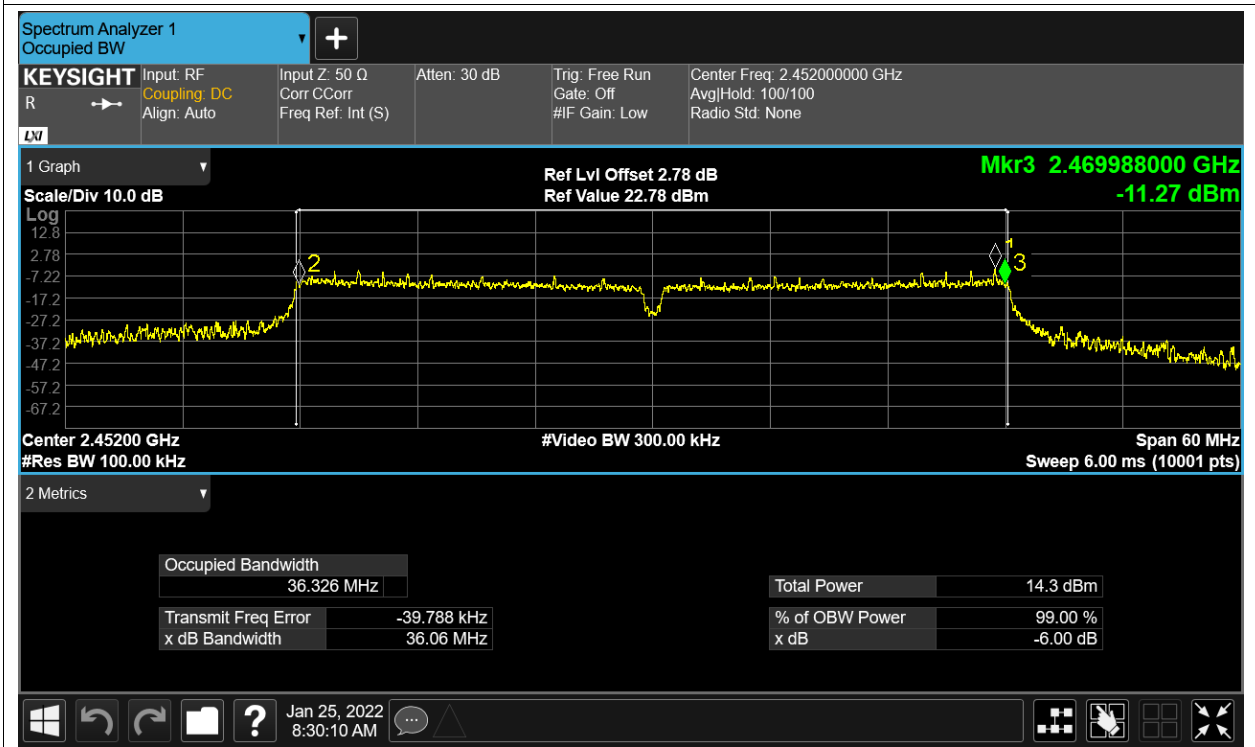 Spectrum Analyzer 1
Occupied BW
KEYSIGHT
R
LXI
Input: RF
Coupling: DC
Align: Auto
Input Z: 50 Ω
Corr CCorr
Freq Ref: Int (S)
Atten: 30 dB
Trig: Free Run
Gate: Off
#IF Gain: Low
Center Freq: 2.452000000 GHz
Avg|Hold: 100/100
Radio Std: None
1 Graph
Scale/Div 10.0 dB
Ref Lvl Offset 2.78 dB
Ref Value 22.78 dBm
Mkr3 2.469988000 GHz
-11.27 dBm
Log
12.8
2.78
-7.22
-17.2
-27.2
-37.2
-47.2
-57.2
-67.2
2
1
3
Center 2.45200 GHz
#Res BW 100.00 kHz
#Video BW 300.00 kHz
Span 60 MHz
Sweep 6.00 ms (10001 pts)
2 Metrics
Occupied Bandwidth
36.326 MHz
Transmit Freq Error -39.788 kHz
x dB Bandwidth 36.06 MHz
Total Power 14.3 dBm
% of OBW Power 99.00 %
x dB -6.00 dB
?
Jan 25, 2022
8:30:10 AM